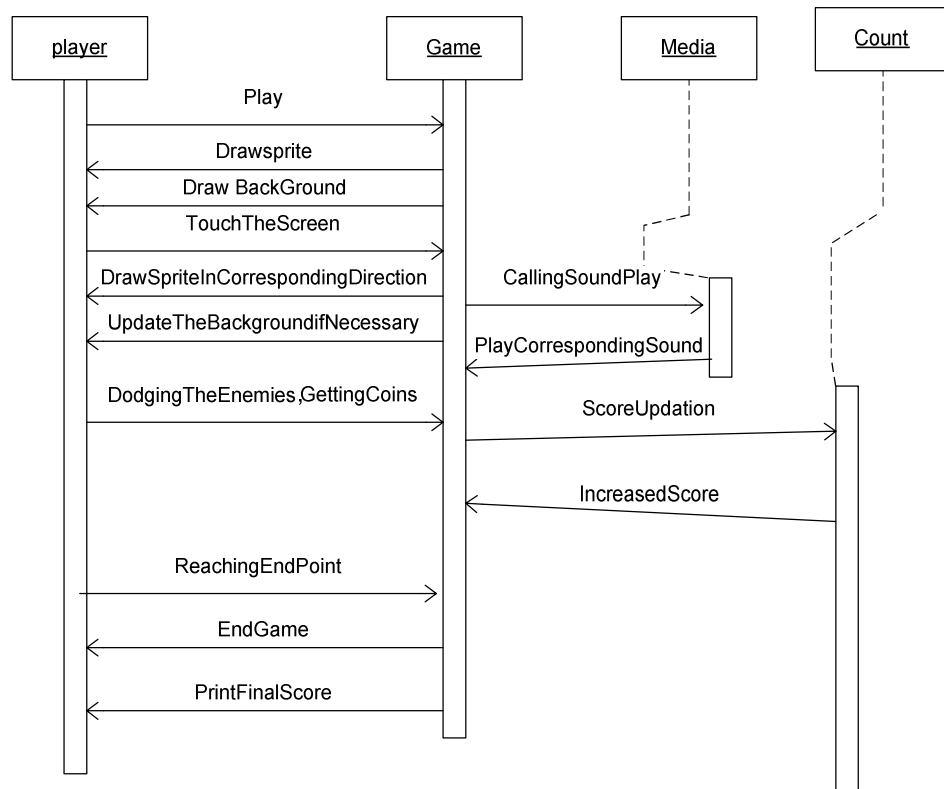 player
Game
Media
Count
Play
Drawsprite
Draw BackGround
TouchTheScreen
DrawSpriteInCorrespondingDirection
CallingSoundPlay
UpdateTheBackgroundifNecessary
PlayCorrespondingSound
DodgingTheEnemies,GettingCoins
ScoreUpdation
IncreasedScore
ReachingEndPoint
EndGame
PrintFinalScore